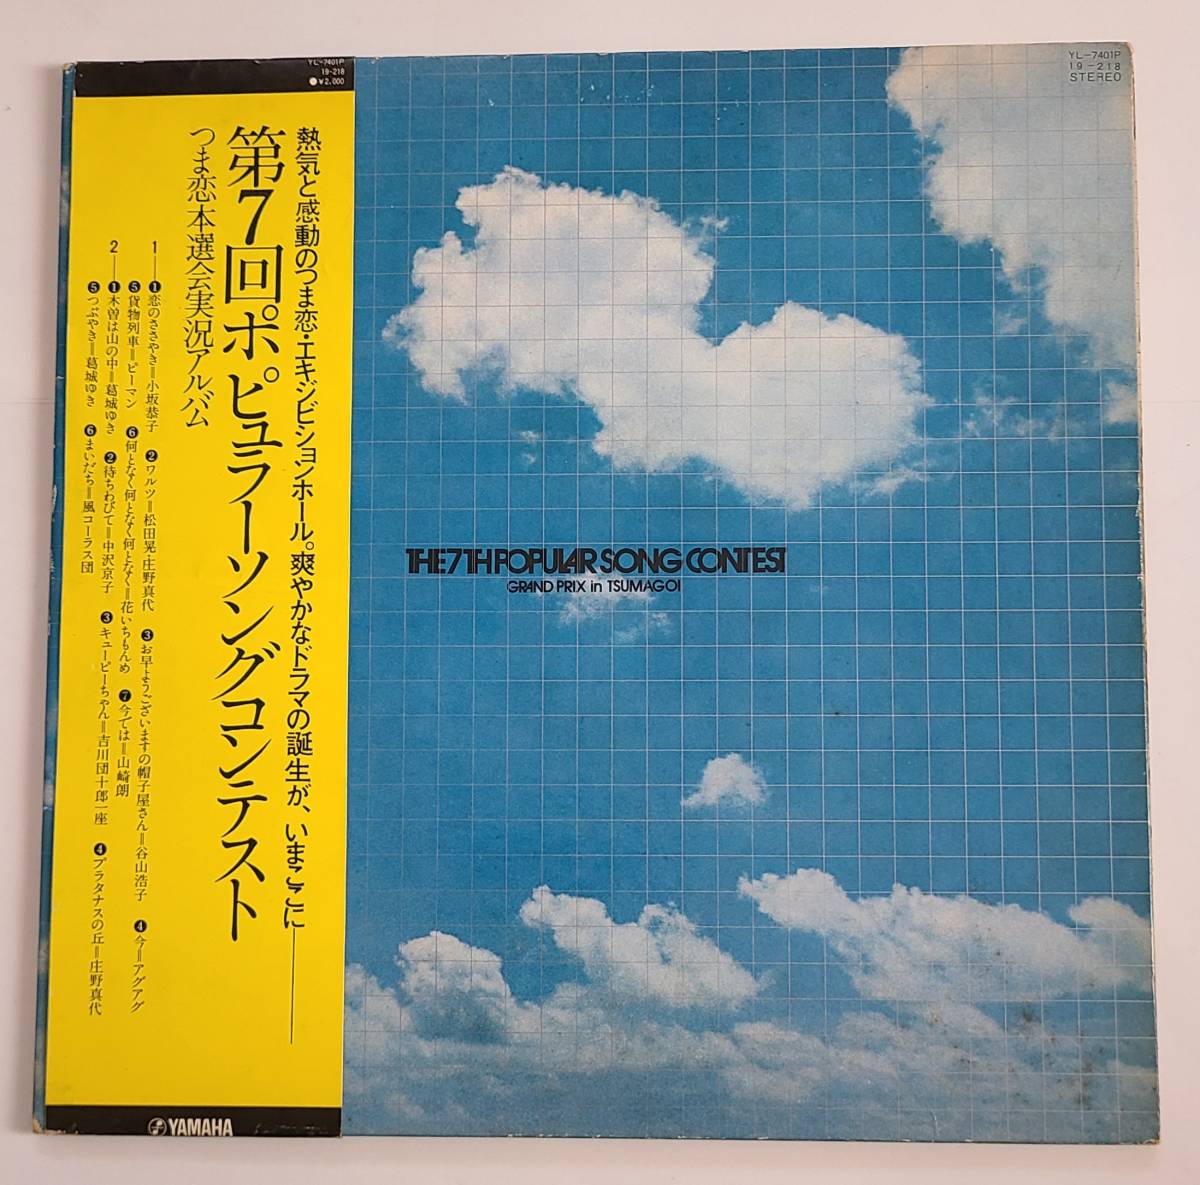 YL-7401P
19-218
●¥2,000
熱気と感動のつま恋・エキジビションホール。爽やかなドラマの誕生が、いまここに――
第7回ポピュラーソングコンテスト
つま恋本選会実況アルバム
1―❶恋のささやき=小坂恭子 ❷ワルツ=松田晃・庄野真代 ❸お早ようございますの帽子屋さん=谷山浩子 ❹今=アグアグ
❺貨物列車=ピーマン ❻何となく何となく何となく=花いちもんめ ❼今では=山崎朗
2―❶木曽は山の中=葛城ゆき ❷待ちわびて=中沢京子 ❸キューピーちゃん=吉川団十郎一座 ❹プラタナスの丘=庄野真代
❺つぶやき=葛城ゆき ❻まいだち=風コーラス団
YAMAHA
YL-7401P
19-218
STEREO
THE 7TH POPULAR SONG CONTEST
GRAND PRIX in TSUMAGOI